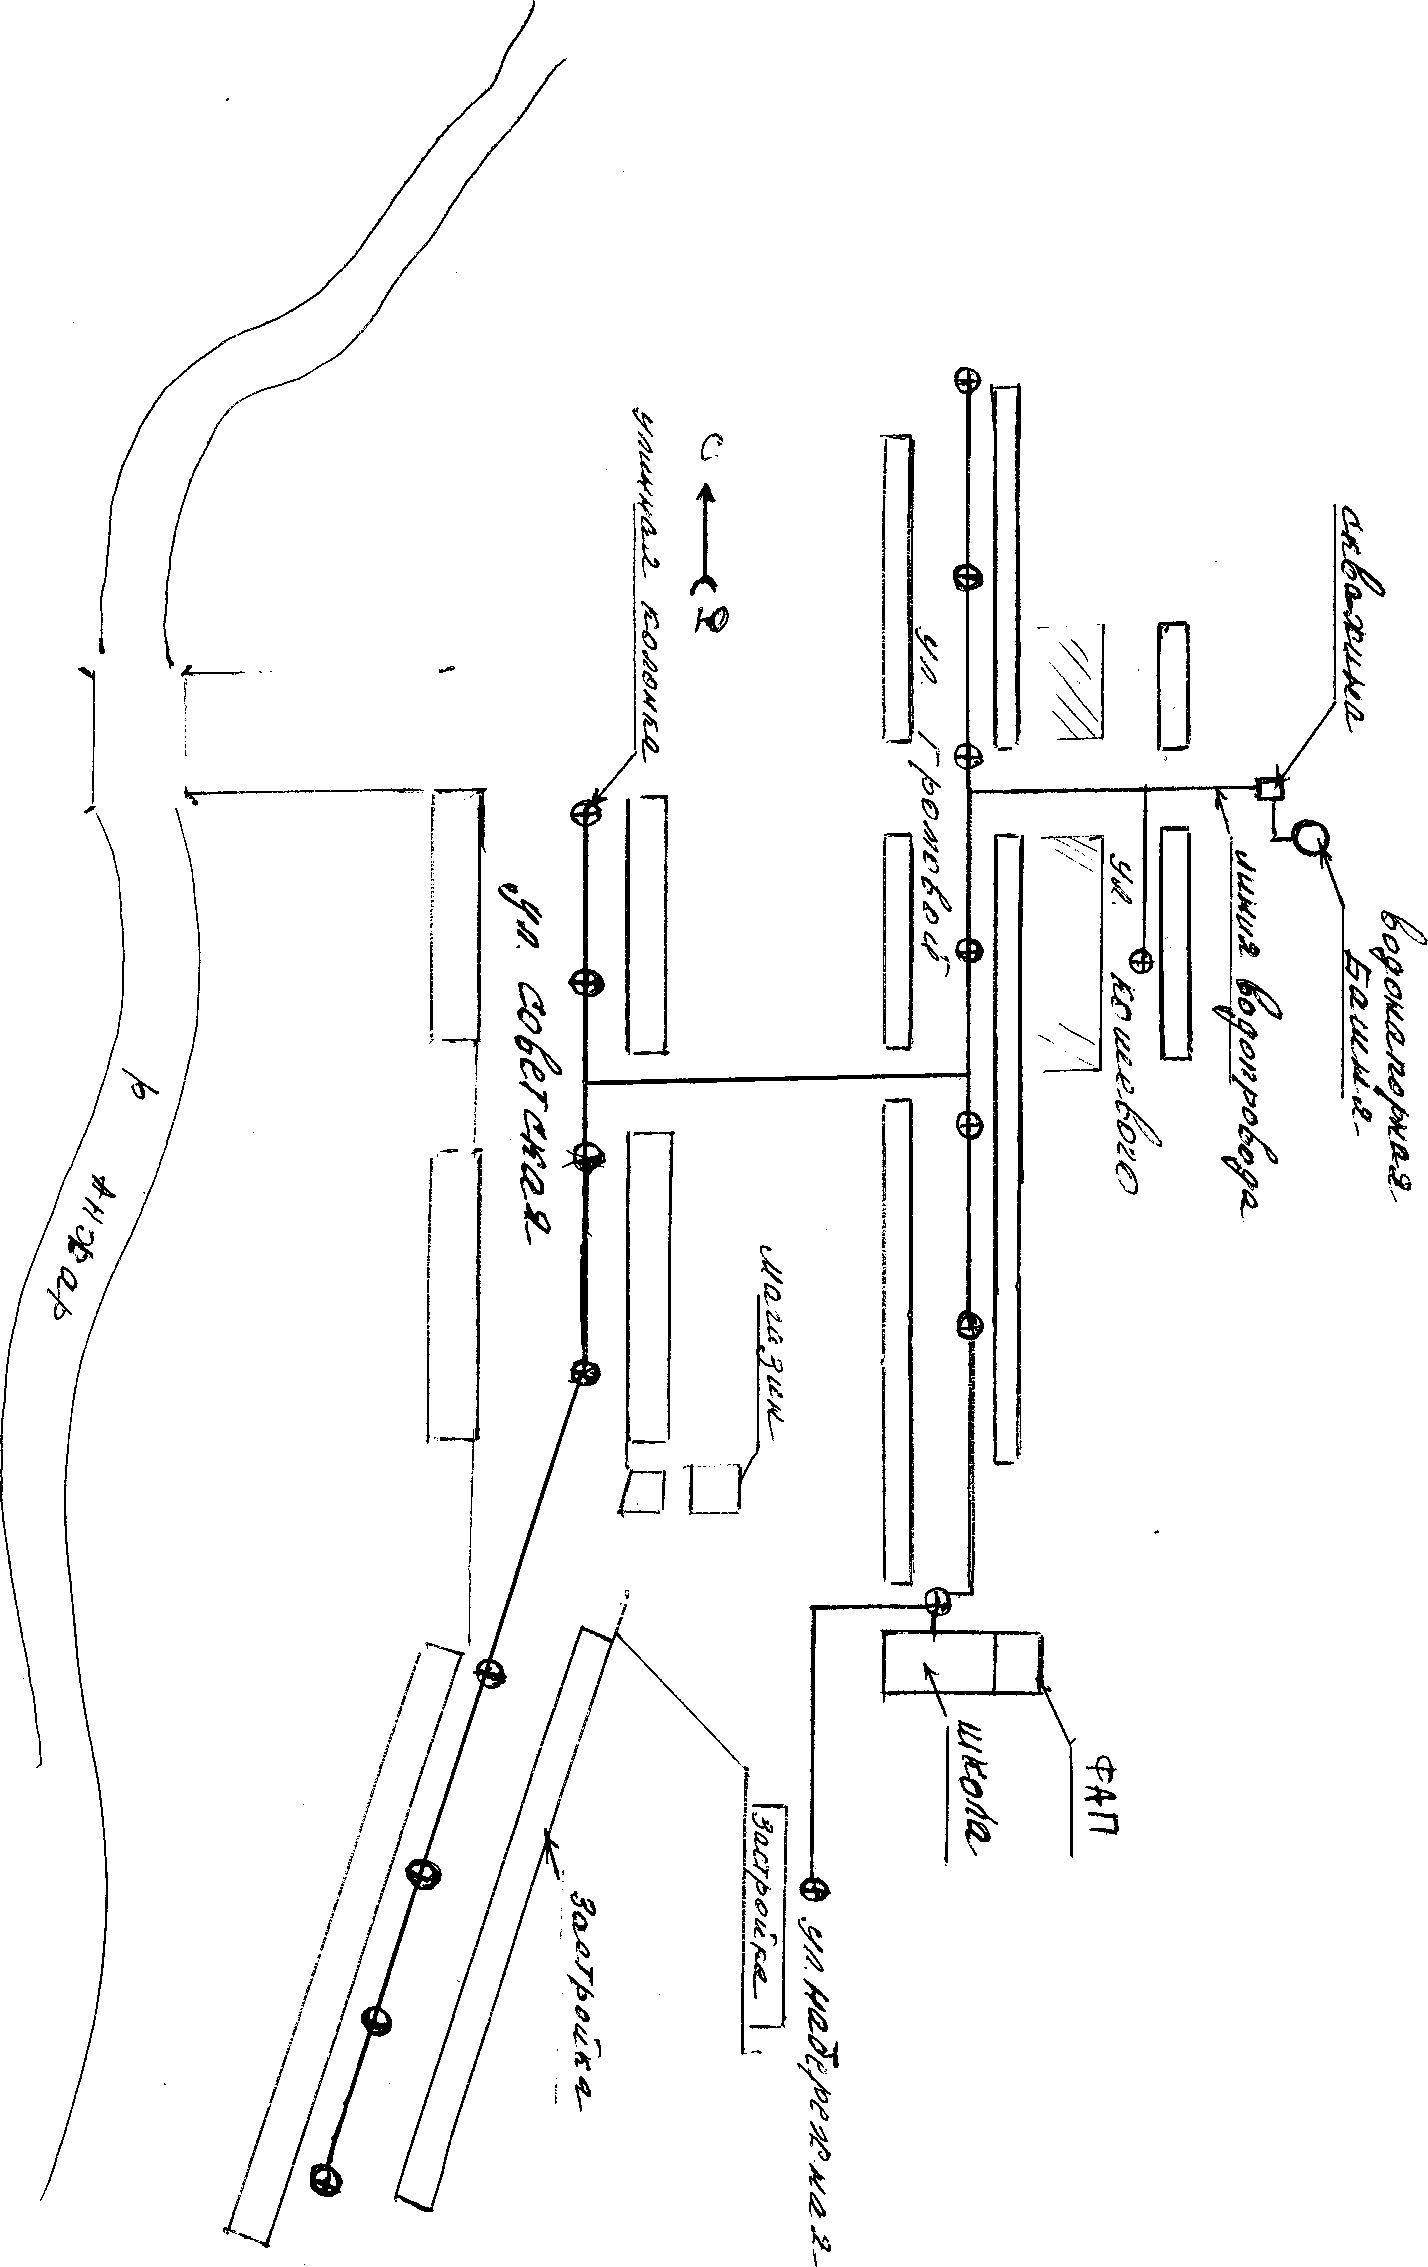 скважина
водонапорная
башня
линия водопровода
ул. Кошевого
ул. Громовой
С
Ю
уличная колонка
ул. Советская
магазин
ФАП
школа
Застройка
Застройка
ул. Набережная
р Анжар